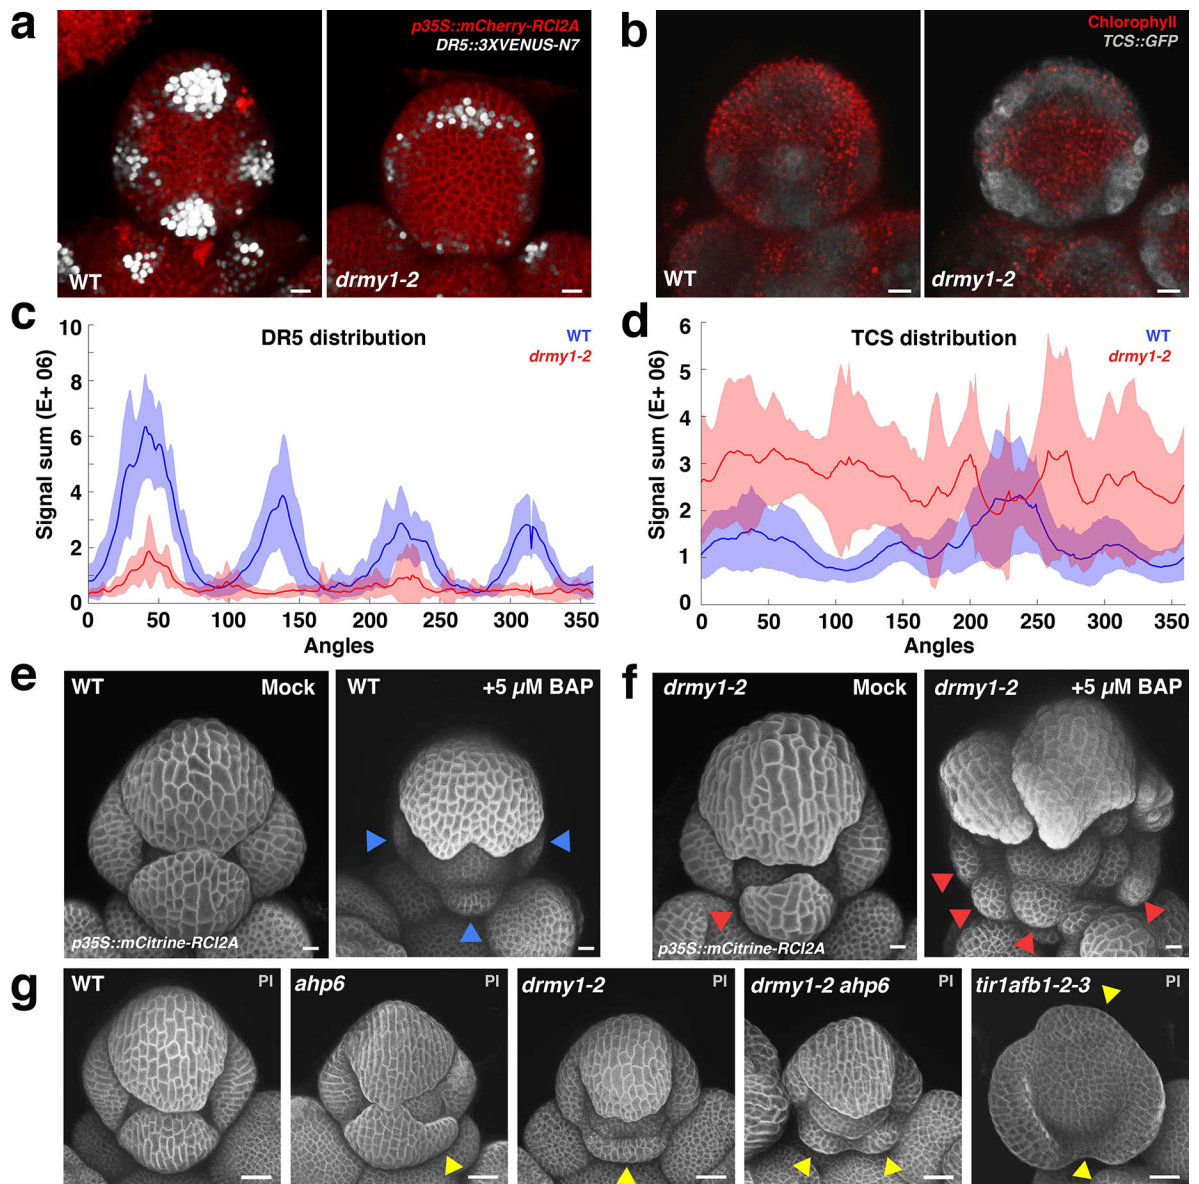 a
p35S::mCherry-RCI2A
DR5::3XVENUS-N7
WT
drmy1-2
b
Chlorophyll
TCS::GFP
WT
drmy1-2
c
DR5 distribution
WT
drmy1-2
Signal sum (E+ 06)
10
8
6
4
2
0
0
50
100
150
200
250
300
350
Angles
d
TCS distribution
WT
drmy1-2
Signal sum (E+ 06)
6
5
4
3
2
1
0
0
50
100
150
200
250
300
350
Angles
e
WT
Mock
p35S::mCitrine-RCI2A
WT
+5 µM BAP
f
drmy1-2
Mock
p35S::mCitrine-RCI2A
drmy1-2
+5 µM BAP
g
WT
PI
ahp6
PI
drmy1-2
PI
drmy1-2 ahp6
PI
tir1afb1-2-3
PI